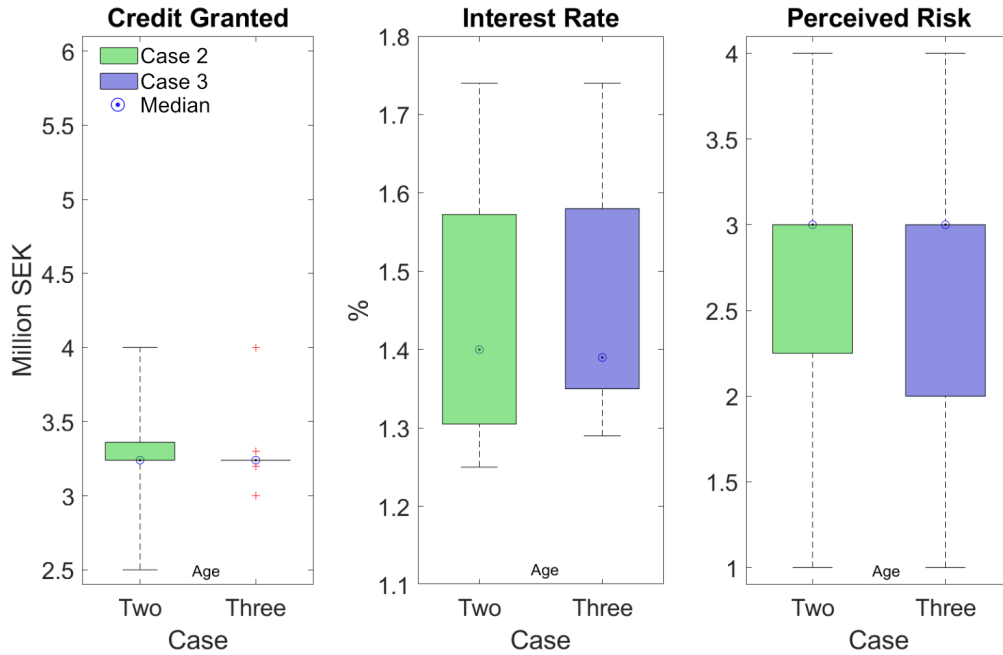 Credit Granted
Million SEK
6
5.5
5
4.5
4
3.5
3
2.5
Case 2
Case 3
Median
Age
Two Three
Case
Interest Rate
%
1.8
1.7
1.6
1.5
1.4
1.3
1.2
1.1
Age
Two Three
Case
Perceived Risk
4
3.5
3
2.5
2
1.5
1
Age
Two Three
Case